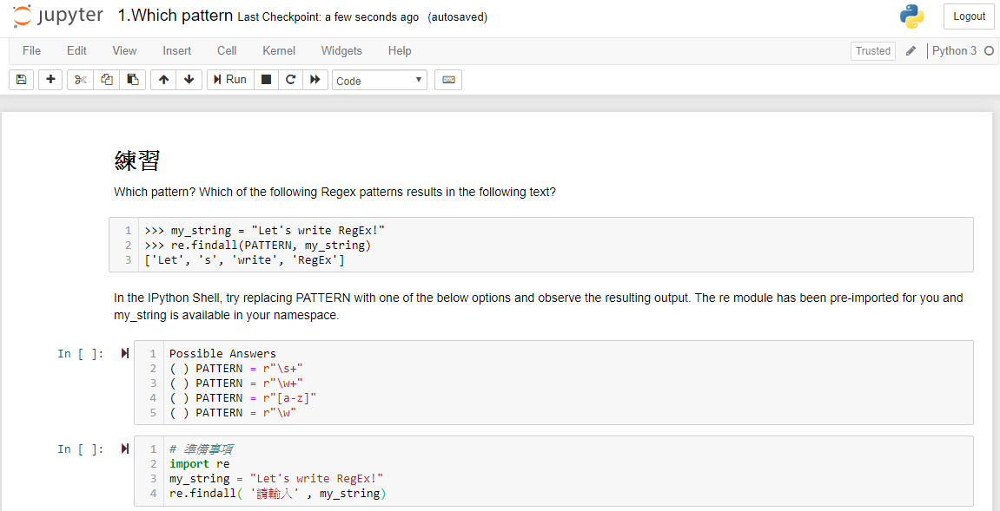 jupyter 1.Which pattern Last Checkpoint: a few seconds ago (autosaved) Logout
File Edit View Insert Cell Kernel Widgets Help Trusted Python 3
Run Code
練習
Which pattern? Which of the following Regex patterns results in the following text?
1 >>> my_string = "Let's write RegEx!"
2 >>> re.findall(PATTERN, my_string)
3 ['Let', 's', 'write', 'RegEx']
In the IPython Shell, try replacing PATTERN with one of the below options and observe the resulting output. The re module has been pre-imported for you and
my_string is available in your namespace.
In [ ]: 1 Possible Answers
2 ( ) PATTERN = r"\s+"
3 ( ) PATTERN = r"\w+"
4 ( ) PATTERN = r"[a-z]"
5 ( ) PATTERN = r"\w"
In [ ]: 1 # 準備事項
2 import re
3 my_string = "Let's write RegEx!"
4 re.findall( '請輸入' , my_string)